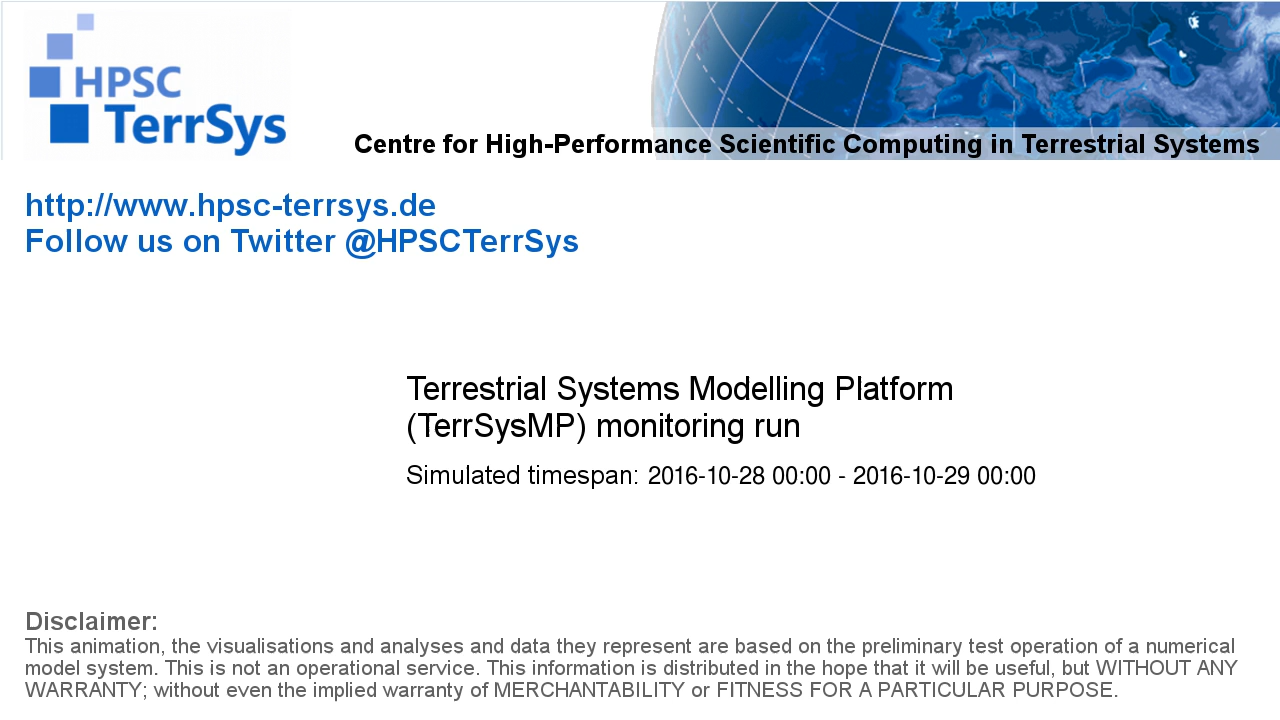 HPSC
TerrSys
Centre for High-Performance Scientific Computing in Terrestrial Systems
http://www.hpsc-terrsys.de
Follow us on Twitter @HPSCTerrSys
Terrestrial Systems Modelling Platform
(TerrSysMP) monitoring run
Simulated timespan: 2016-10-28 00:00 - 2016-10-29 00:00
Disclaimer:
This animation, the visualisations and analyses and data they represent are based on the preliminary test operation of a numerical
model system. This is not an operational service. This information is distributed in the hope that it will be useful, but WITHOUT ANY
WARRANTY; without even the implied warranty of MERCHANTABILITY or FITNESS FOR A PARTICULAR PURPOSE.